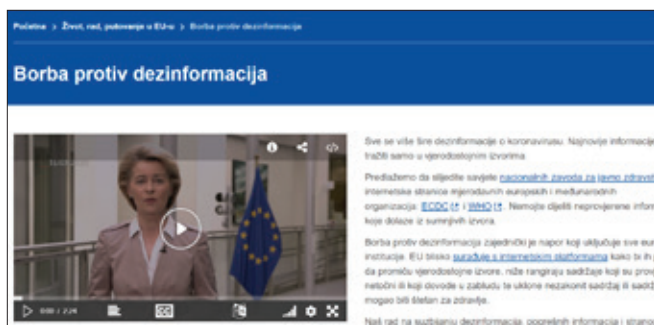 Početna > Život, rad, putovanje u EU-u > Borba protiv dezinformacija
Borba protiv dezinformacija
Sve se više šire dezinformacije o koronavirusu. Najnovije informacije
tražiti samo u vjerodostojnim izvorima.
Predlažemo da slijedite savjete nacionalnih zavoda za javno zdravst
internetske stranice mjerodavnih europskih i međunarodnih
organizacija: ECDC i WHO. Nemojte dijeliti neprovjerene inform
koje dolaze iz sumnjivih izvora.
Borba protiv dezinformacija zajednički je napor koji uključuje sve eur
institucije. EU blisko surađuje s internetskim platformama kako bi ih p
da promiču vjerodostojne izvore, niže rangiraju sadržaje koji su prov
netočni ili koji dovode u zabludu te uklone nezakonit sadržaj ili sadrž
mogao biti štetan za zdravlje.
0:00 / 2:24
CC
Naš rad na suzbijanju dezinformacija, pogrešnih informacija i stranog